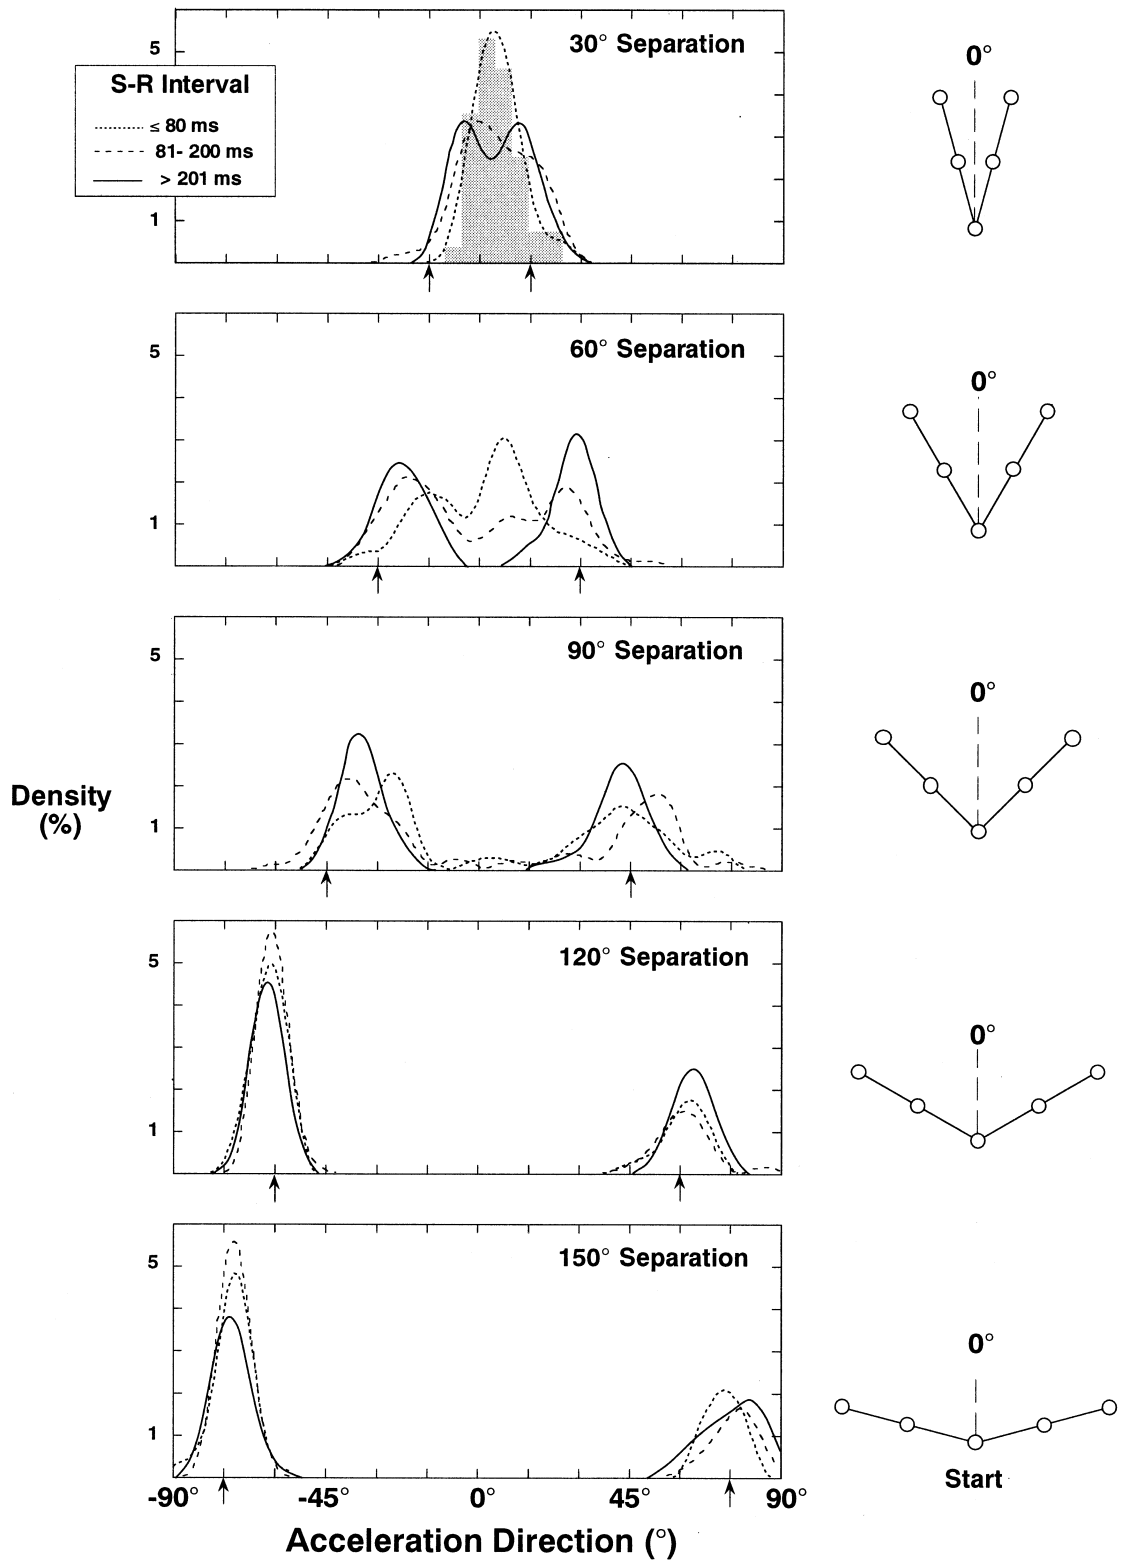 30° Separation
5
S-R Interval
≤ 80 ms
81- 200 ms
> 201 ms
1
0°
60° Separation
5
1
0°
90° Separation
5
1
0°
Density
(%)
120° Separation
5
1
0°
150° Separation
5
1
0°
Start
-90° -45° 0° 45° 90°
Acceleration Direction (°)